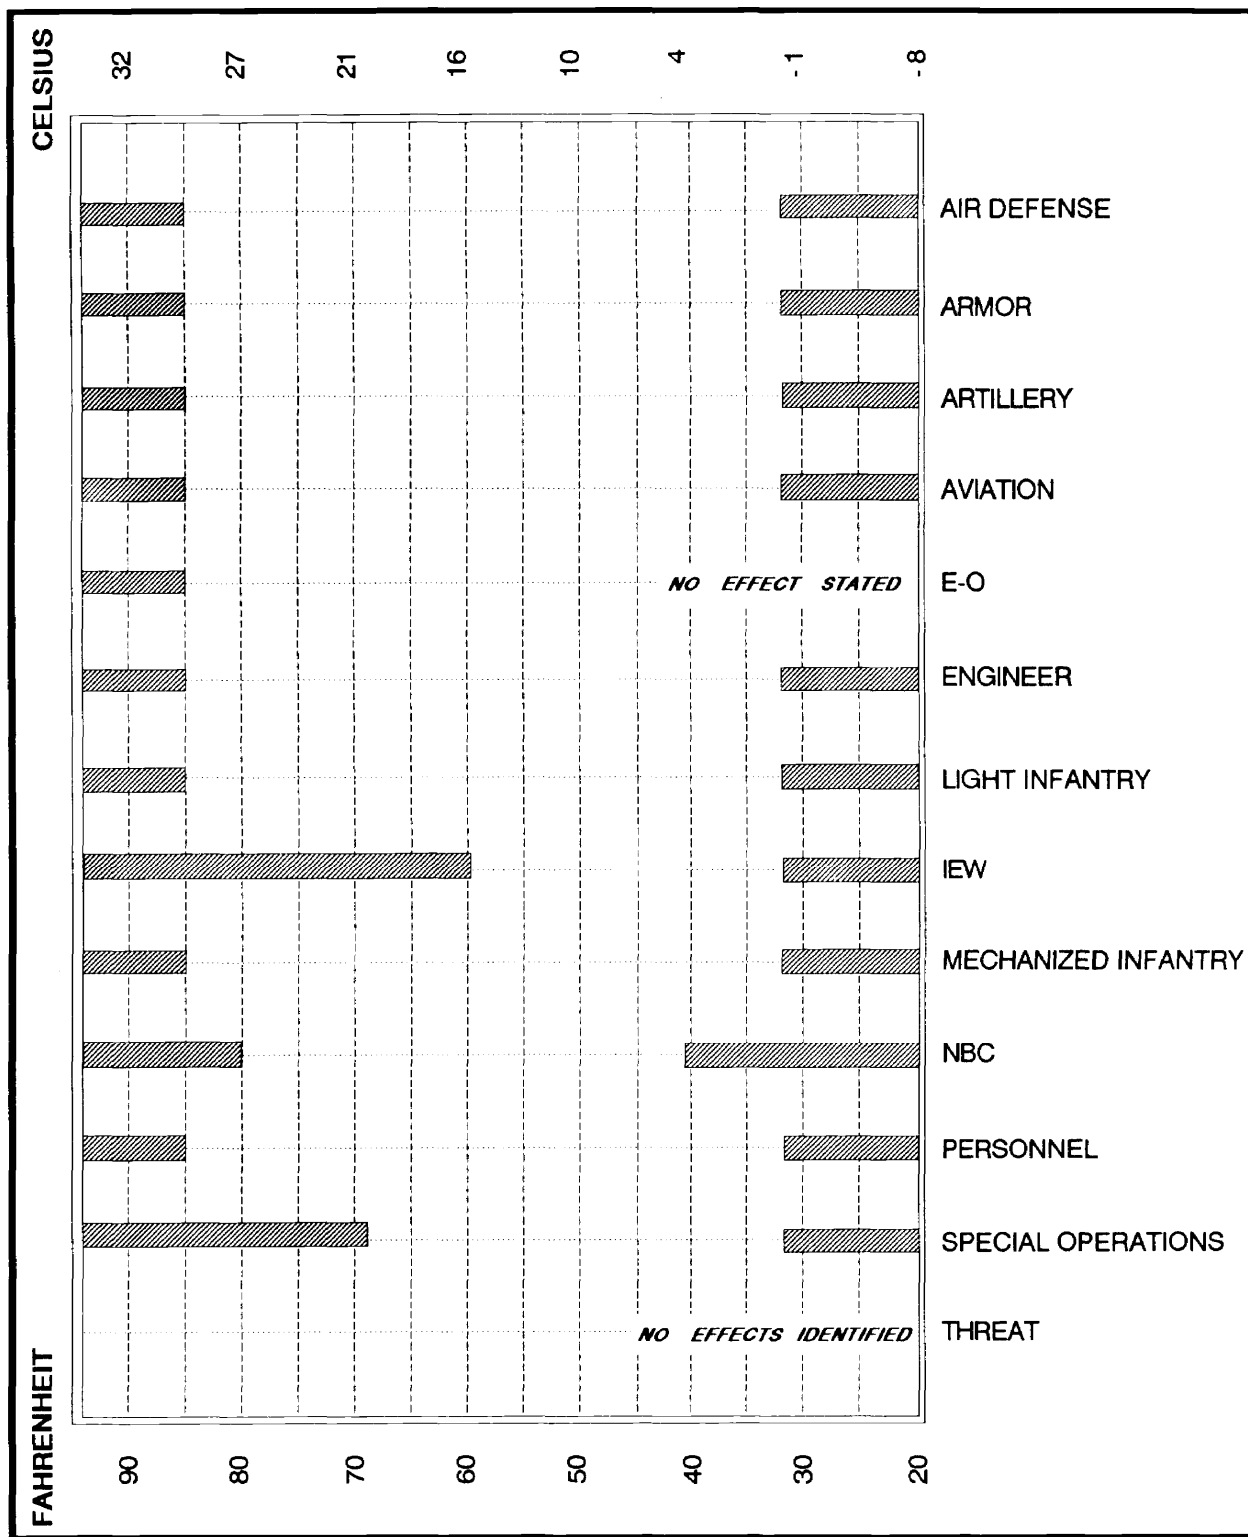 FAHRENHEIT
CELSIUS
90
80
70
60
50
40
30
20
32
27
21
16
10
4
- 1
- 8
AIR DEFENSE
ARMOR
ARTILLERY
AVIATION
NO EFFECT STATED
E-O
ENGINEER
LIGHT INFANTRY
IEW
MECHANIZED INFANTRY
NBC
PERSONNEL
SPECIAL OPERATIONS
NO EFFECTS IDENTIFIED
THREAT